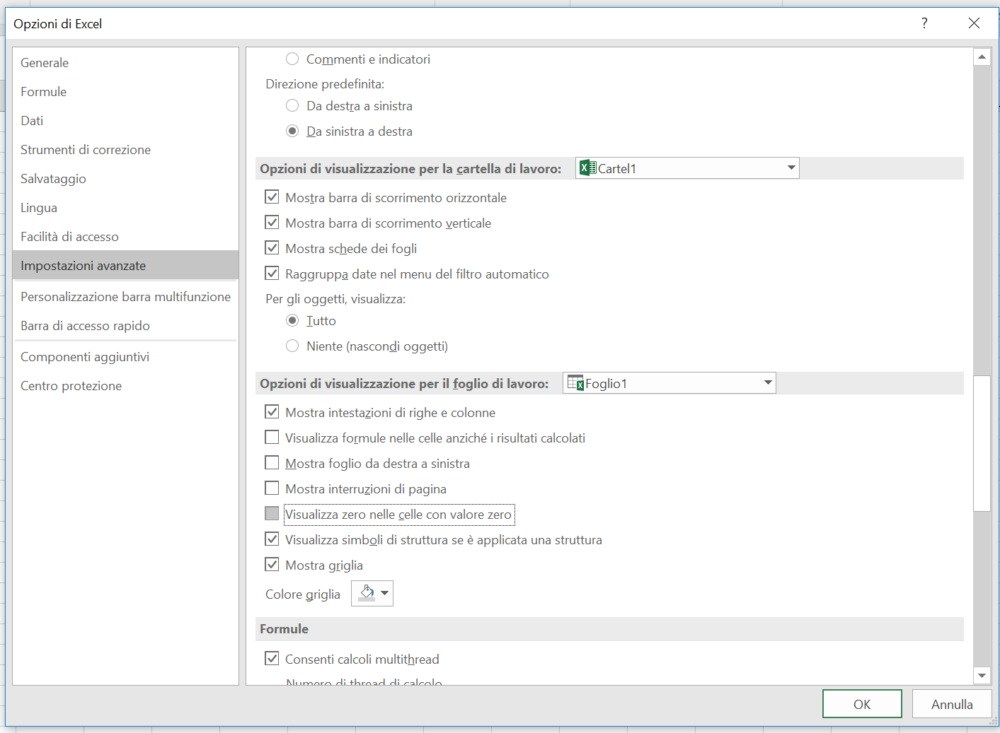 Opzioni di Excel
?
Generale
Formule
Dati
Strumenti di correzione
Salvataggio
Lingua
Facilità di accesso
Impostazioni avanzate
Personalizzazione barra multifunzione
Barra di accesso rapido
Componenti aggiuntivi
Centro protezione
Commenti e indicatori
Direzione predefinita:
Da destra a sinistra
Da sinistra a destra
Opzioni di visualizzazione per la cartella di lavoro: Cartel1
Mostra barra di scorrimento orizzontale
Mostra barra di scorrimento verticale
Mostra schede dei fogli
Raggruppa date nel menu del filtro automatico
Per gli oggetti, visualizza:
Tutto
Niente (nascondi oggetti)
Opzioni di visualizzazione per il foglio di lavoro: Foglio1
Mostra intestazioni di righe e colonne
Visualizza formule nelle celle anziché i risultati calcolati
Mostra foglio da destra a sinistra
Mostra interruzioni di pagina
Visualizza zero nelle celle con valore zero
Visualizza simboli di struttura se è applicata una struttura
Mostra griglia
Colore griglia
Formule
Consenti calcoli multithread
Numero di thread di calcolo
OK
Annulla